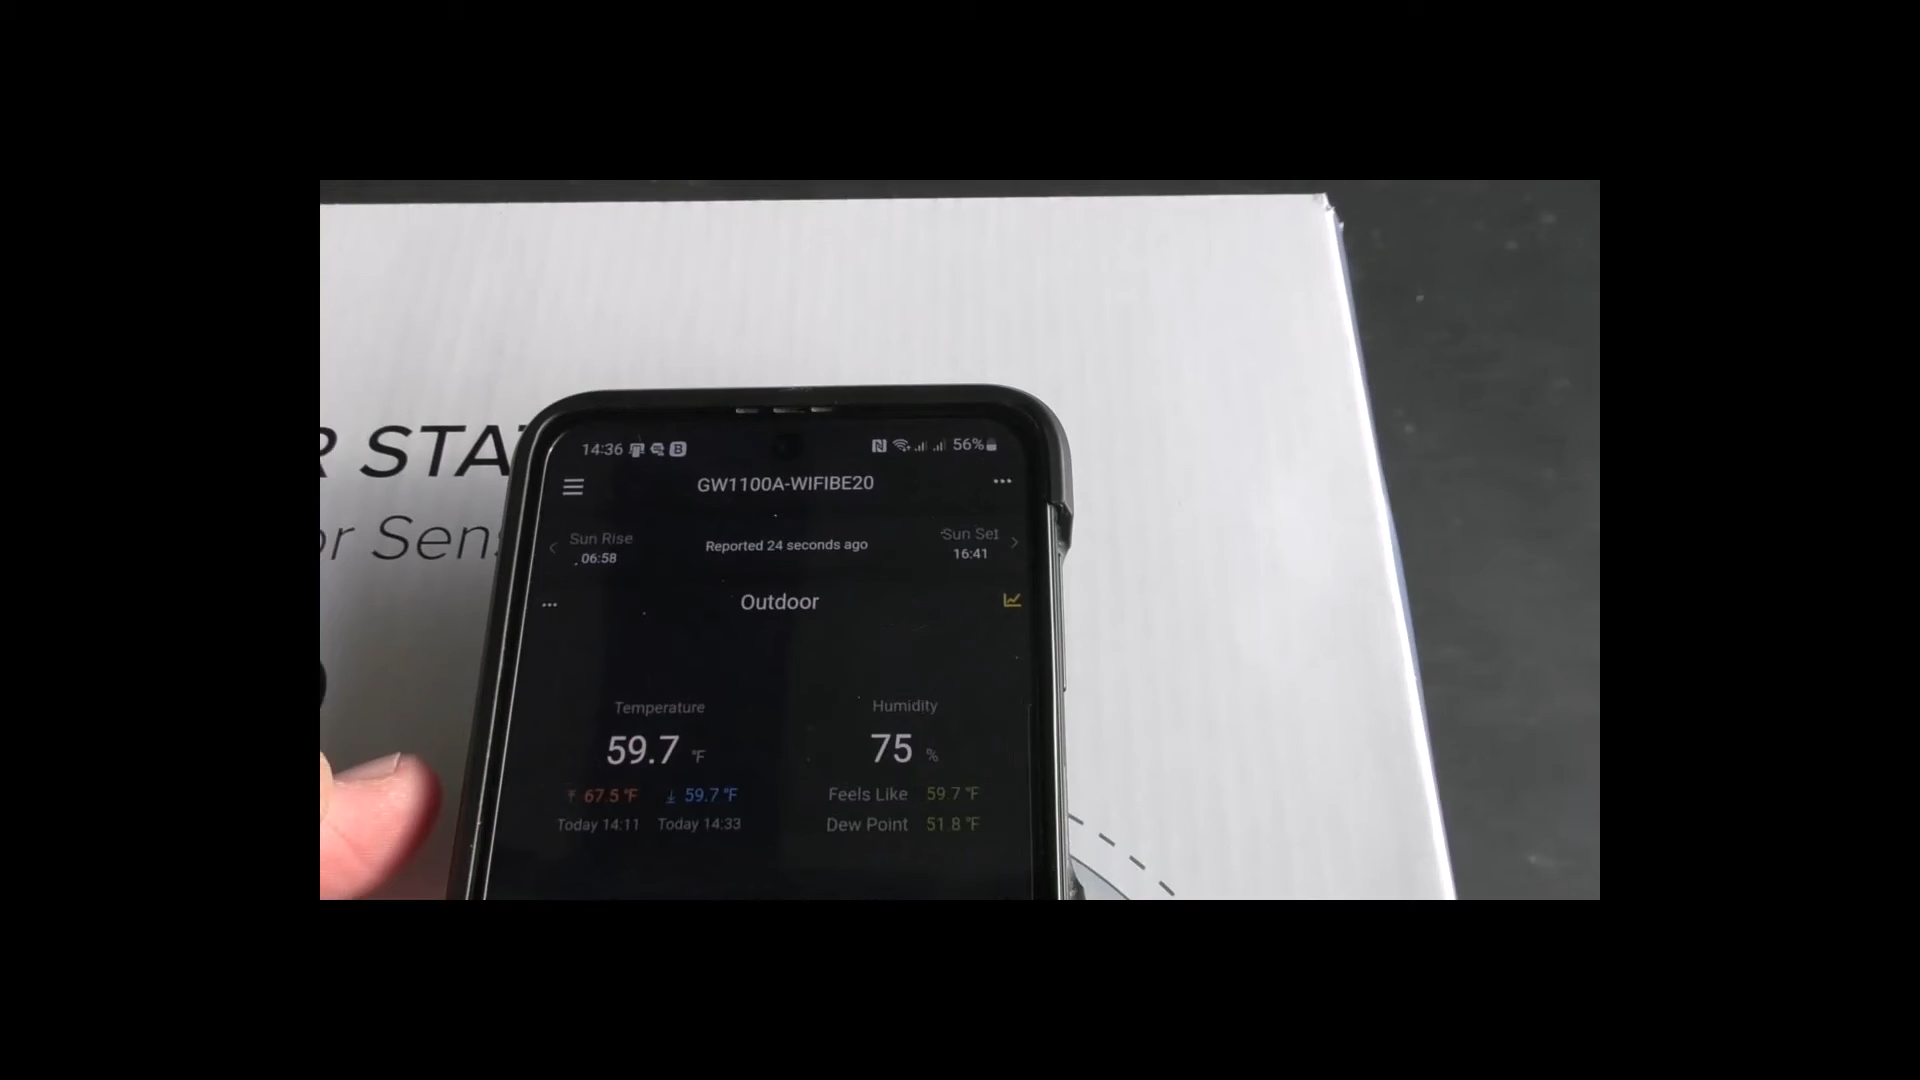 R STA
or Sens
14:36 B N 56%
GW1100A-WIFIBE20
Sun Rise Reported 24 seconds ago Sun Set
06:58 16:41
Outdoor
Temperature Humidity
59.7 °F 75 %
67.5 °F 59.7 °F Feels Like 59.7 °F
Today 14:11 Today 14:33 Dew Point 51.8 °F